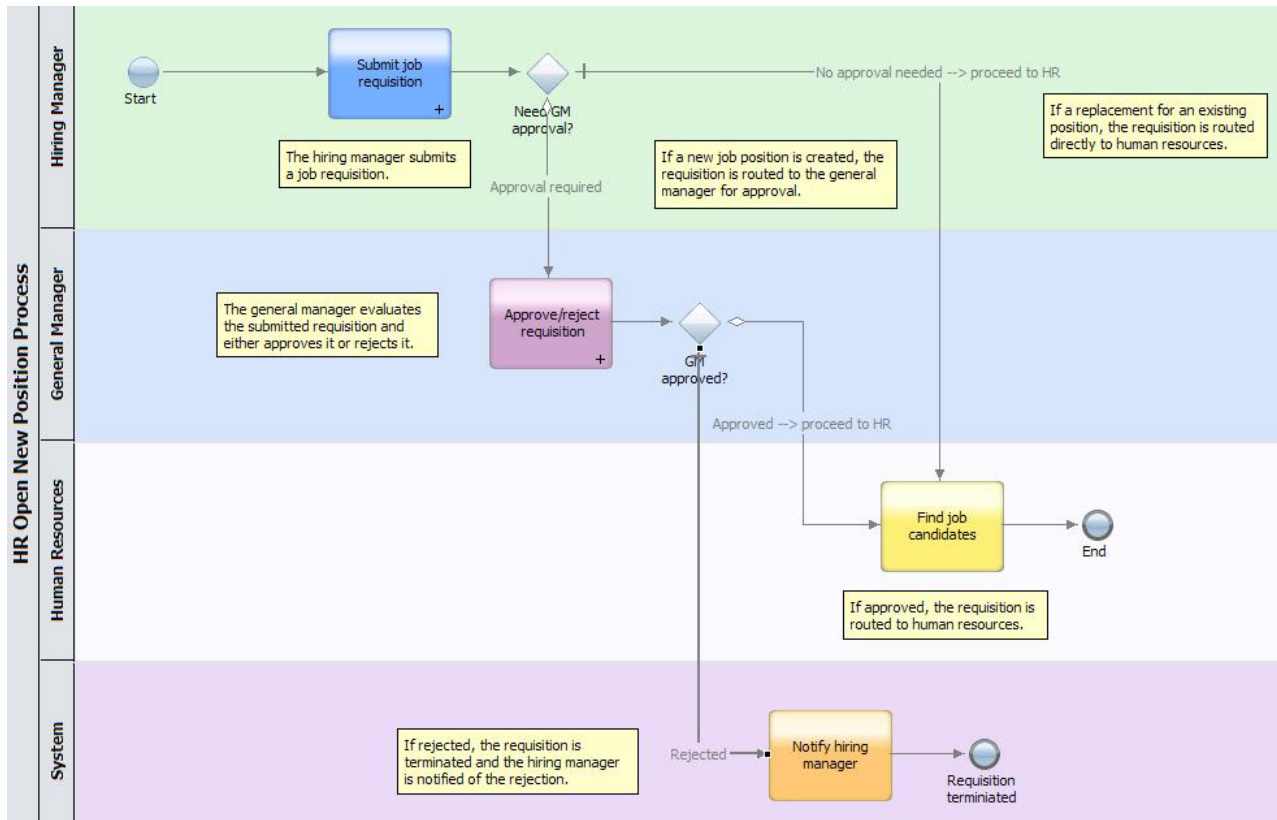 HR Open New Position Process
Hiring Manager
Start
Submit job
requisition
Need GM
approval?
No approval needed --> proceed to HR
If a replacement for an existing
position, the requisition is routed
directly to human resources.
The hiring manager submits
a job requisition.
If a new job position is created, the
requisition is routed to the general
manager for approval.
Approval required
General Manager
The general manager evaluates
the submitted requisition and
either approves it or rejects it.
Approve/reject
requisition
GM
approved?
Approved --> proceed to HR
Human Resources
Find job
candidates
End
If approved, the requisition is
routed to human resources.
System
If rejected, the requisition is
terminated and the hiring manager
is notified of the rejection.
Rejected
Notify hiring
manager
Requisition
terminiated